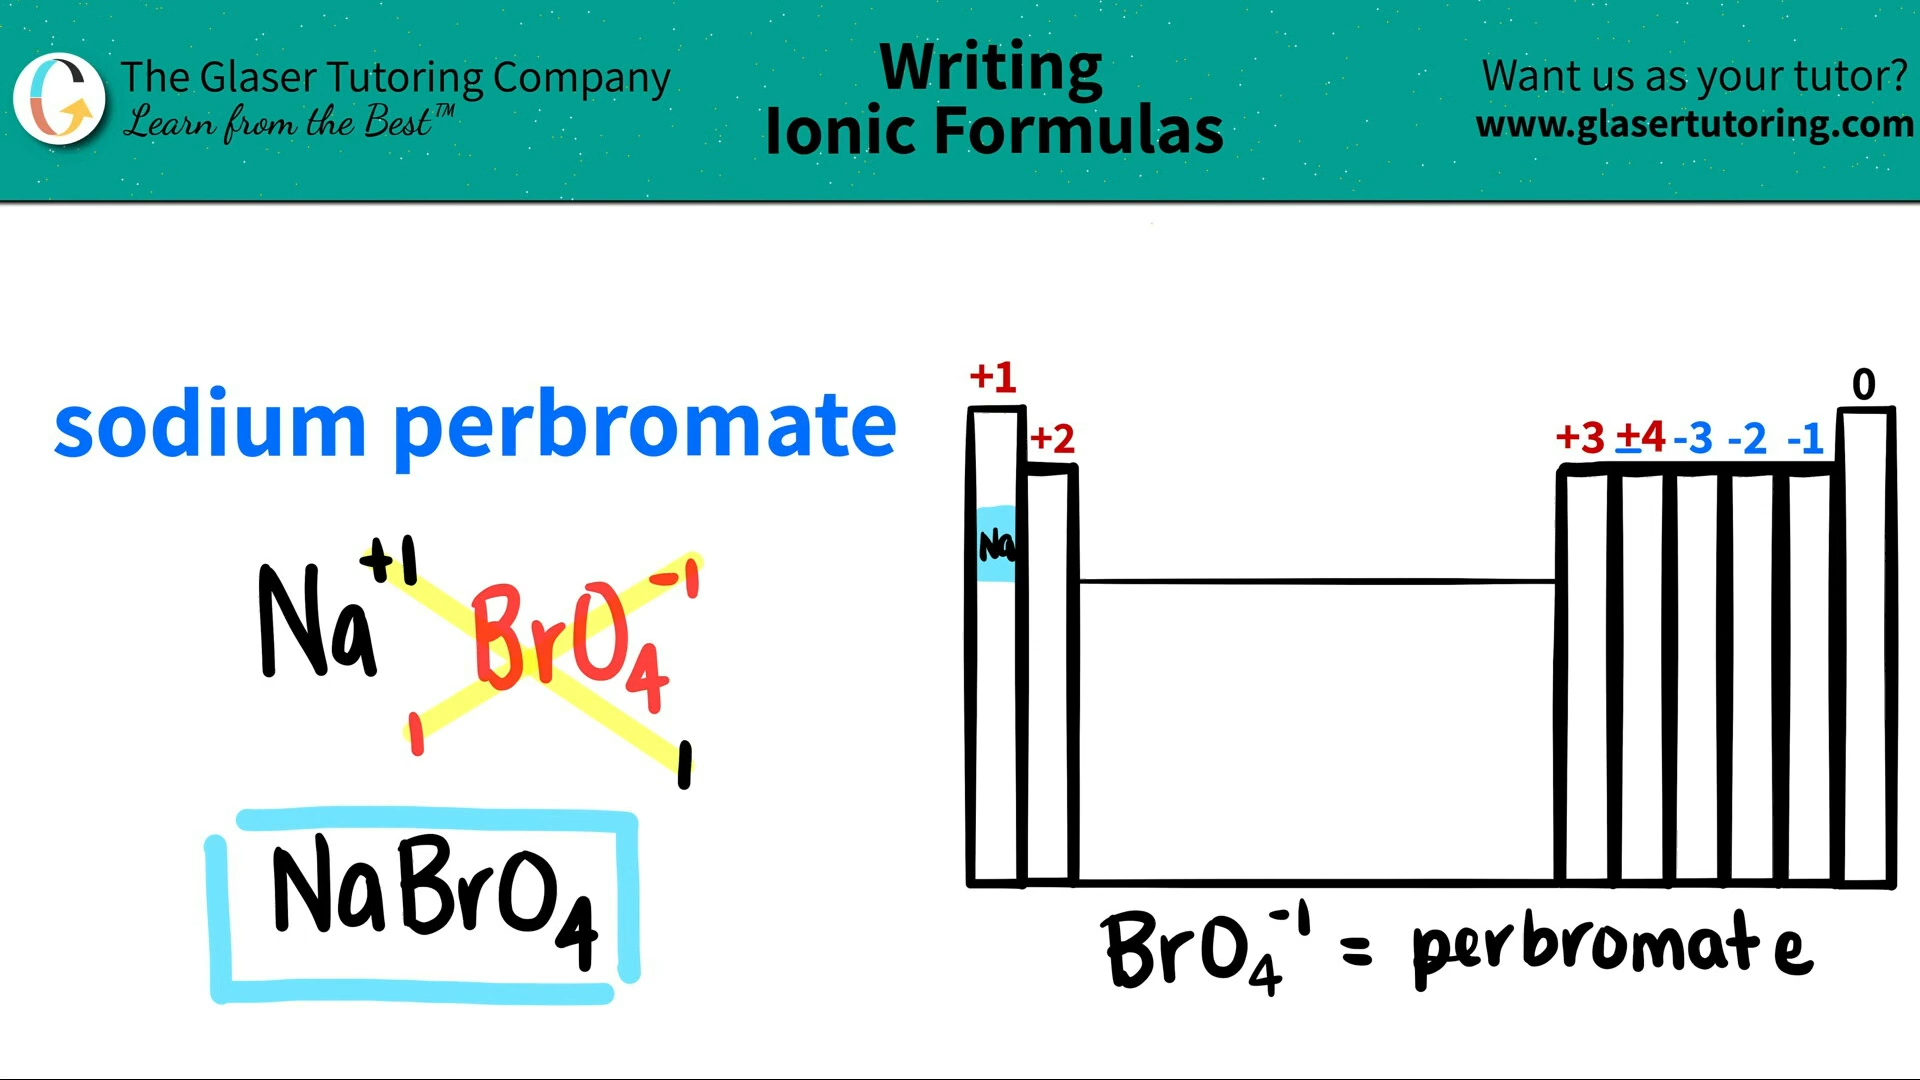 The Glaser Tutoring Company
Learn from the Best™
Writing
Ionic Formulas
Want us as your tutor?
www.glasertutoring.com
sodium perbromate
Na⁺¹ BrO₄⁻¹
1 1
NaBrO₄
+1
+2
+3 ±4 -3 -2 -1
0
Na
BrO₄⁻¹ = perbromate